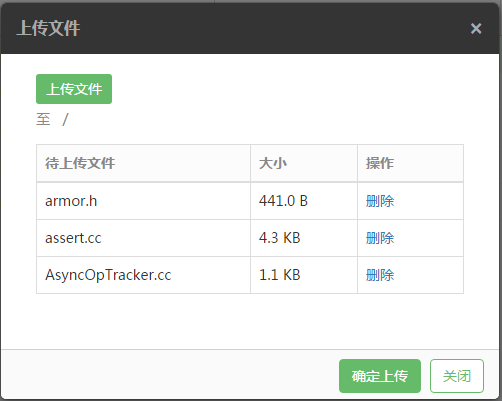 上传文件 ×
上传文件
至 /
待上传文件 大小 操作
armor.h 441.0 B 删除
assert.cc 4.3 KB 删除
AsyncOpTracker.cc 1.1 KB 删除
确定上传 关闭